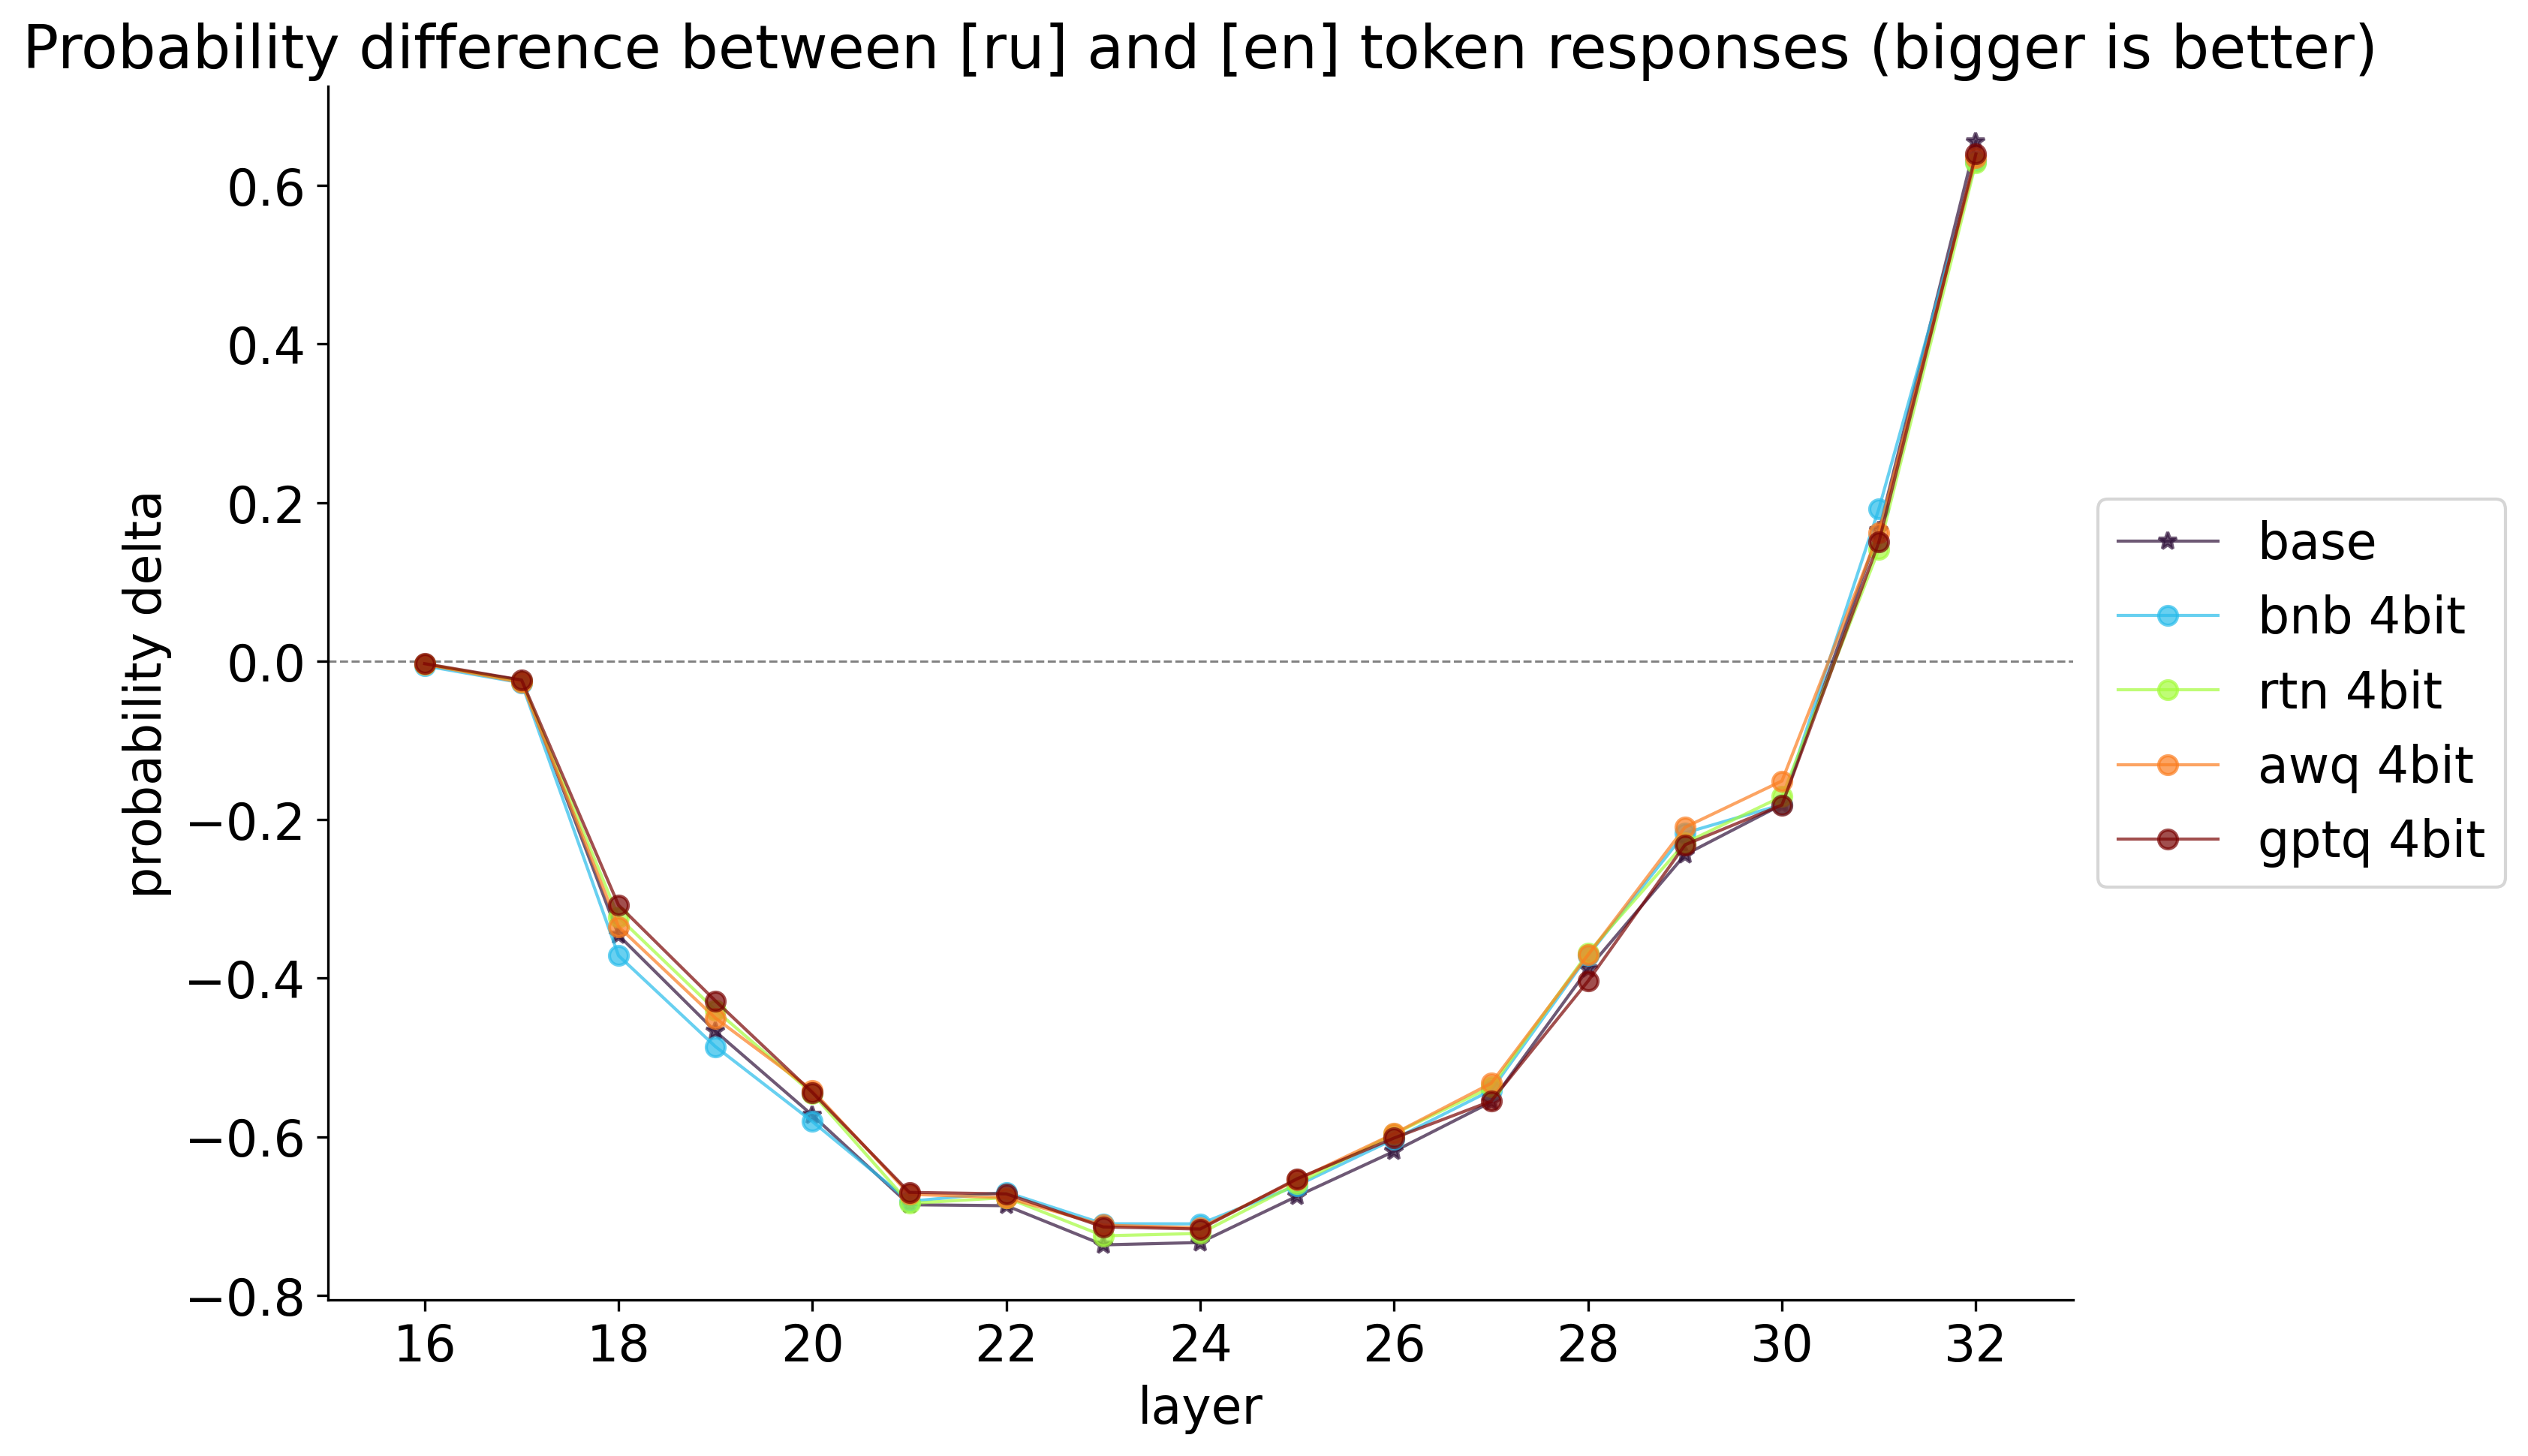 Probability difference between [ru] and [en] token responses (bigger is better)
probability delta
0.6
0.4
0.2
0.0
−0.2
−0.4
−0.6
−0.8
16 18 20 22 24 26 28 30 32
layer
base
bnb 4bit
rtn 4bit
awq 4bit
gptq 4bit